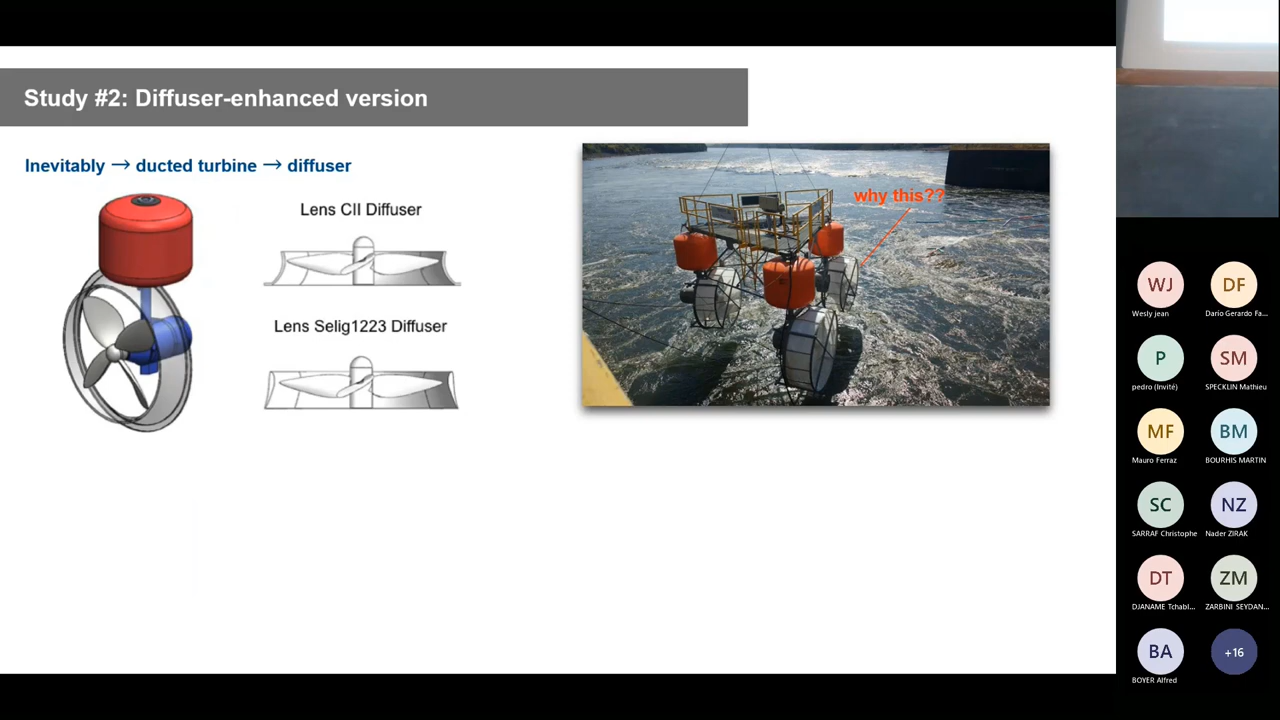 Study #2: Diffuser-enhanced version
Inevitably → ducted turbine → diffuser
Lens CII Diffuser
Lens Selig1223 Diffuser
why this??
WJ
Wesly jean
DF
Darío Gerardo Fa...
P
pedro (Invité)
SM
SPECKLIN Mathieu
MF
Mauro Ferraz
BM
BOURHIS MARTIN
SC
SARRAF Christophe
NZ
Nader ZIRAK
DT
DJANAME Tchabl...
ZM
ZARBINI SEYDAN...
BA
BOYER Alfred
+16